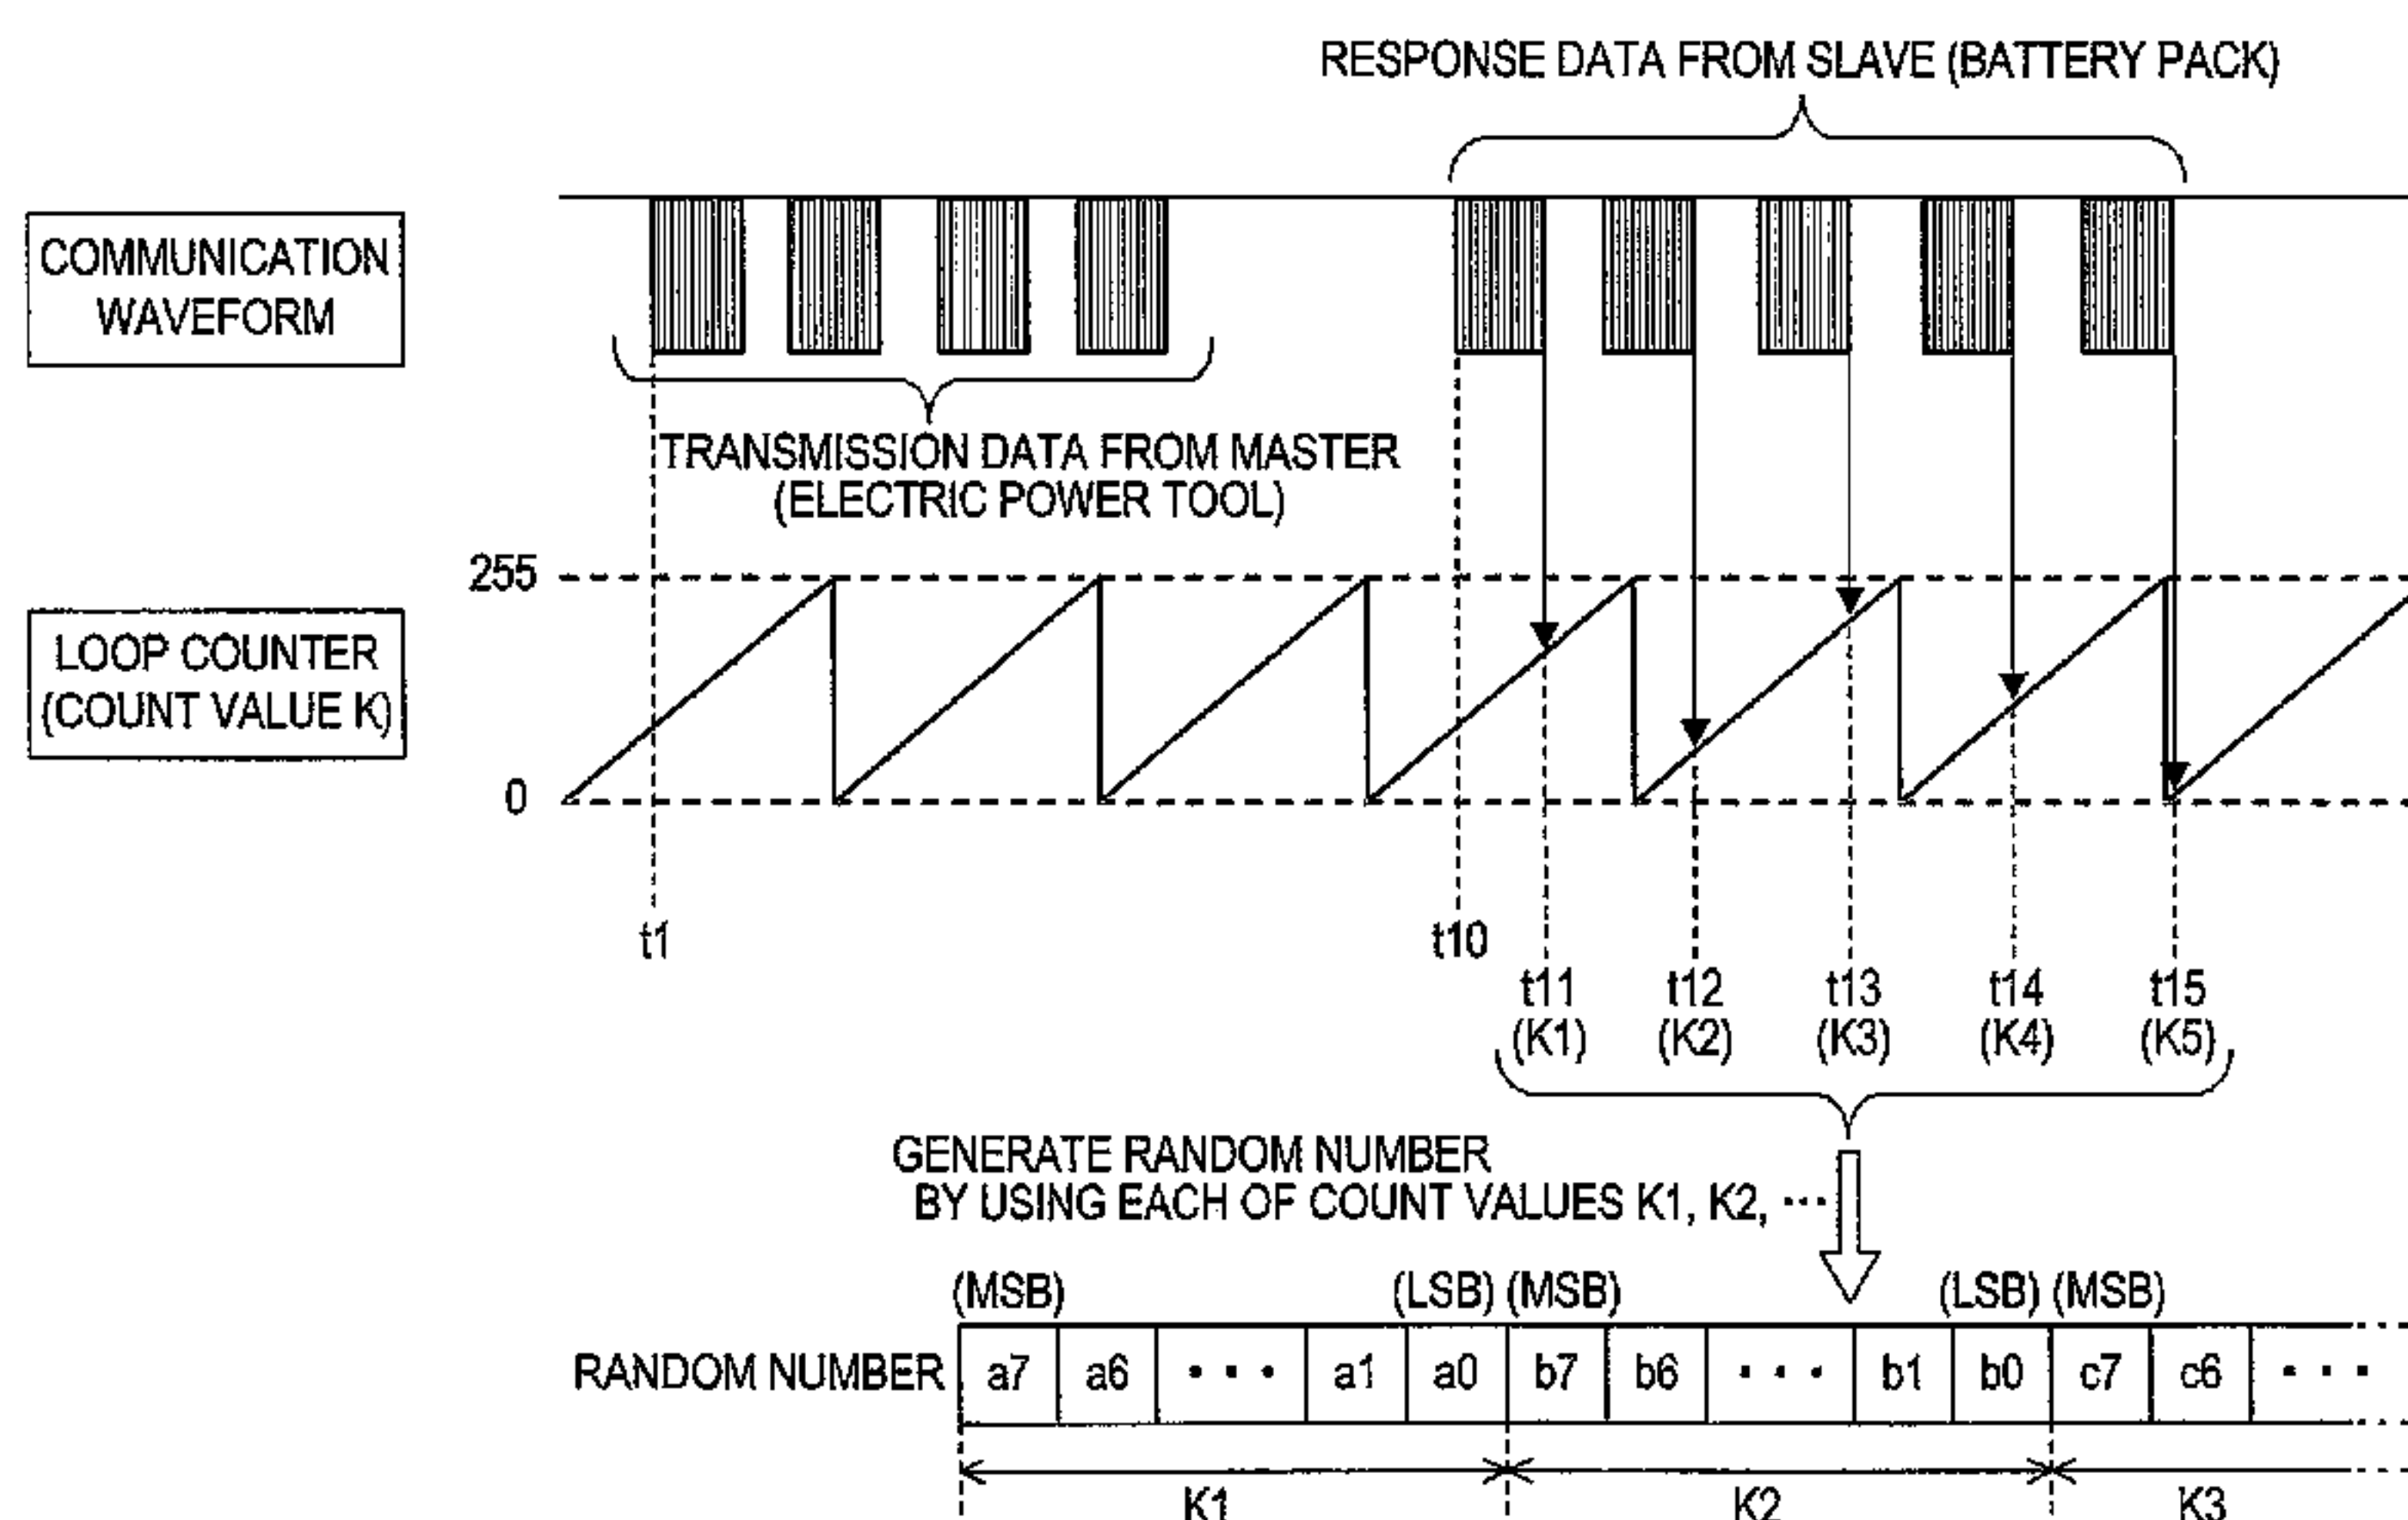 RESPONSE DATA FROM SLAVE (BATTERY PACK)
COMMUNICATION
WAVEFORM
TRANSMISSION DATA FROM MASTER
(ELECTRIC POWER TOOL)
255
LOOP COUNTER
(COUNT VALUE K)
0
t1
t10
t11 t12 t13 t14 t15
(K1) (K2) (K3) (K4) (K5)
GENERATE RANDOM NUMBER
BY USING EACH OF COUNT VALUES K1, K2, ···
(MSB) (LSB) (MSB) (LSB) (MSB)
RANDOM NUMBER a7 a6 ··· a1 a0 b7 b6 ··· b1 b0 c7 c6 ···
K1 K2 K3